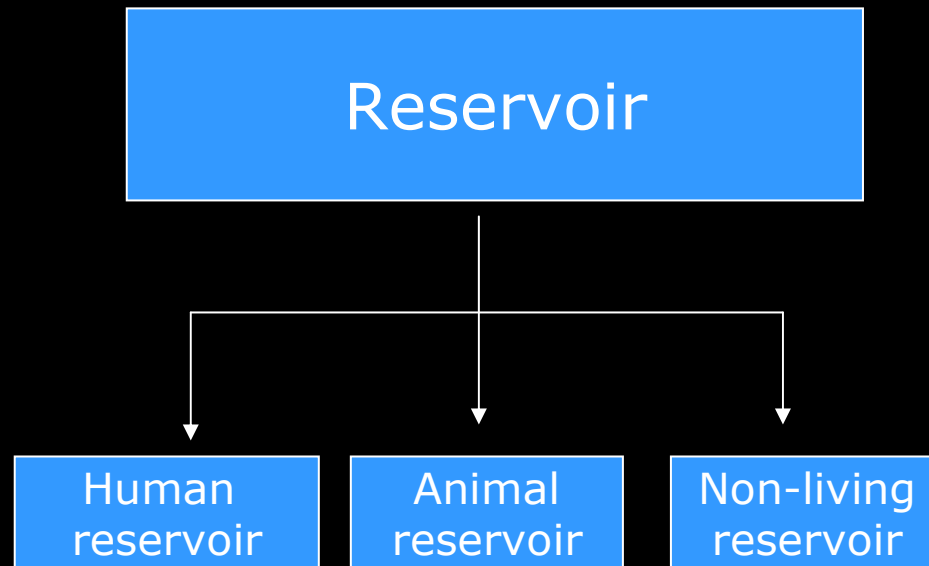 Reservoir
Human
reservoir
Animal
reservoir
Non-living
reservoir